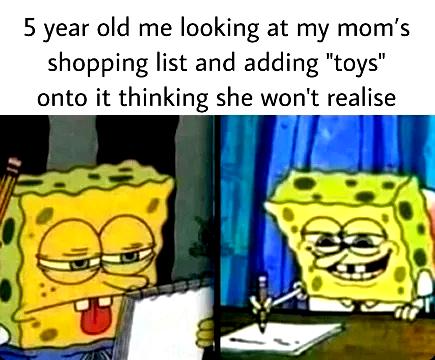 5 year old me looking at my mom’s
shopping list and adding "toys"
onto it thinking she won't realise